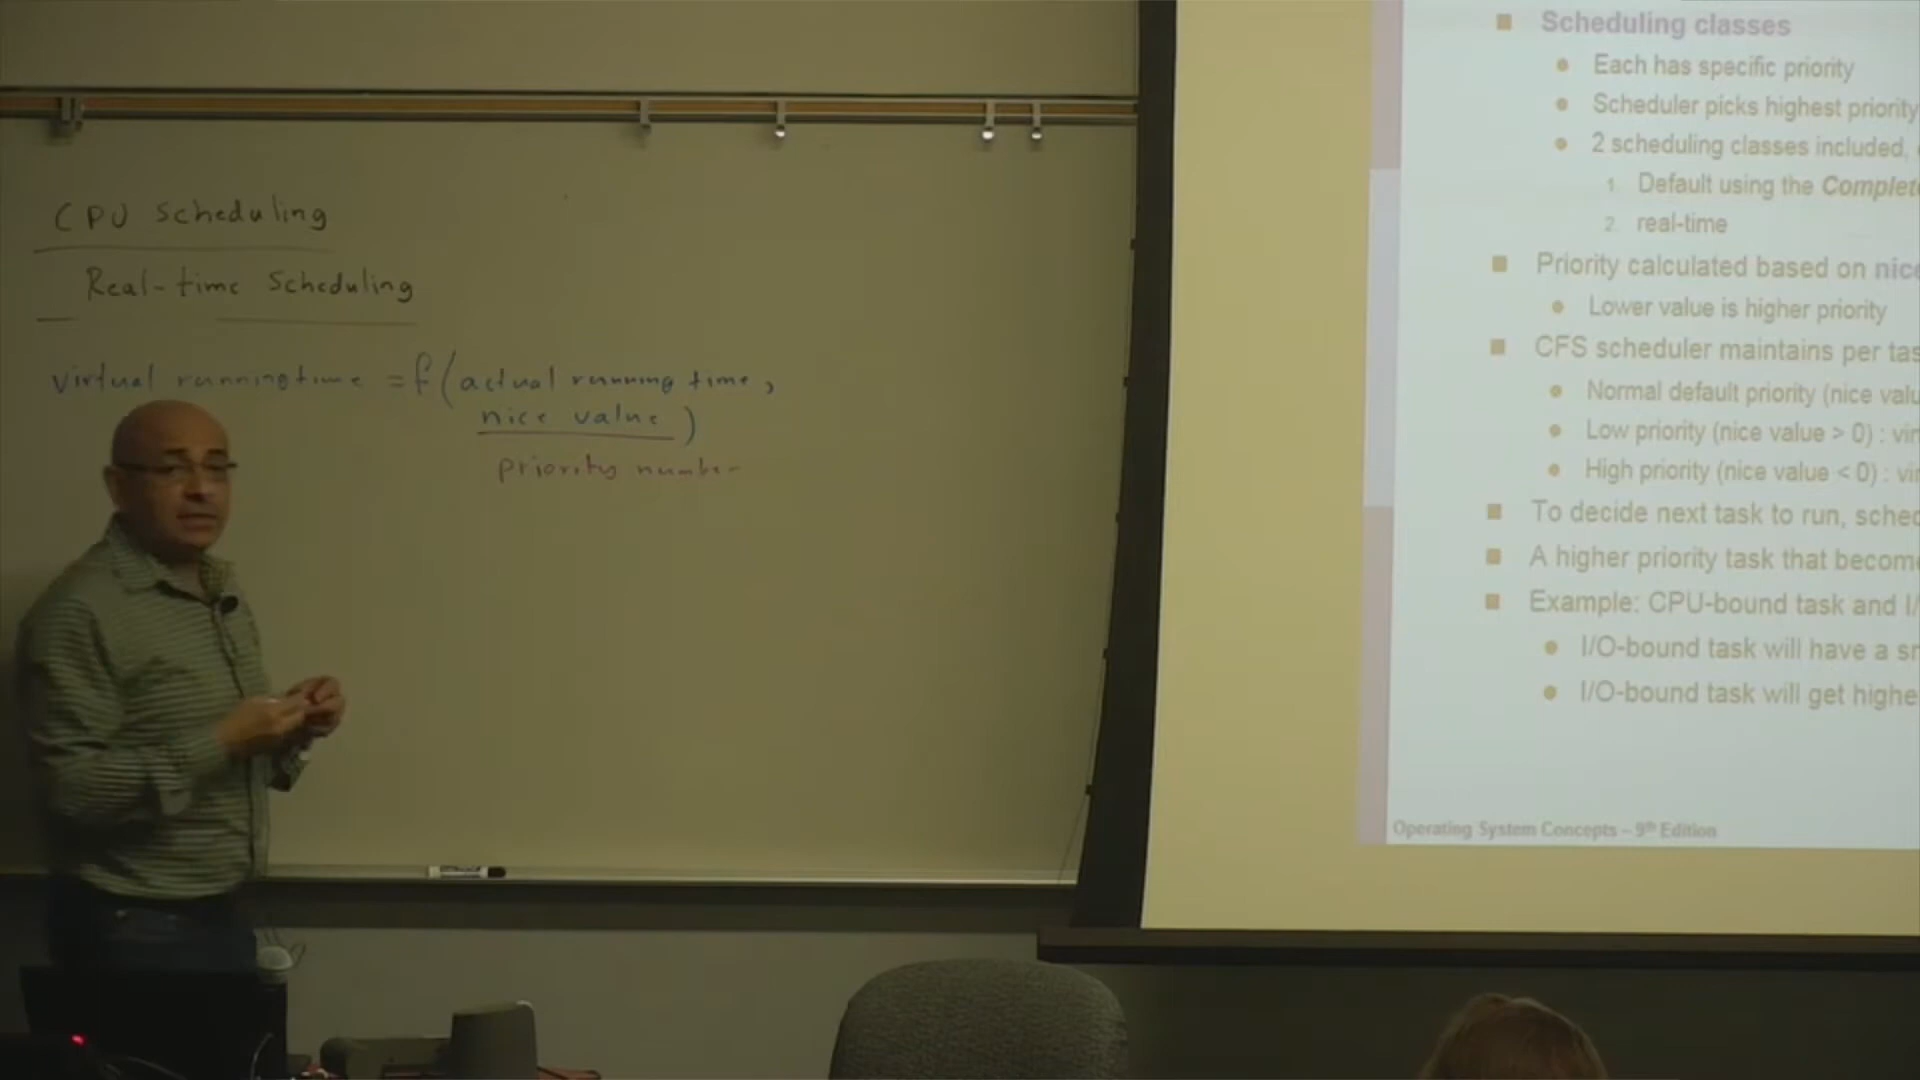 CPU Scheduling
Real-time Scheduling
virtual running time = f(actual running time,
nice value)
priority number
Scheduling classes
Each has specific priority
Scheduler picks highest priority
2 scheduling classes included,
1. Default using the Complete
2. real-time
Priority calculated based on nice
Lower value is higher priority
CFS scheduler maintains per tas
Normal default priority (nice valu
Low priority (nice value > 0) : vir
High priority (nice value < 0) : vir
To decide next task to run, sched
A higher priority task that become
Example: CPU-bound task and I/
I/O-bound task will have a sm
I/O-bound task will get highe
Operating System Concepts – 9th Edition